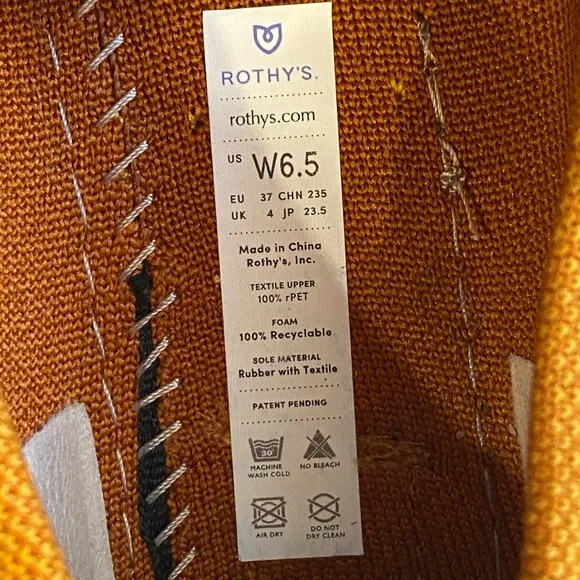 ROTHY'S.
rothys.com
US W6.5
EU 37 CHN 235
UK 4 JP 23.5
Made in China
Rothy's, Inc.
TEXTILE UPPER
100% rPET
FOAM
100% Recyclable
SOLE MATERIAL
Rubber with Textile
PATENT PENDING
30°
MACHINE WASH COLD
NO BLEACH
AIR DRY
DO NOT DRY CLEAN